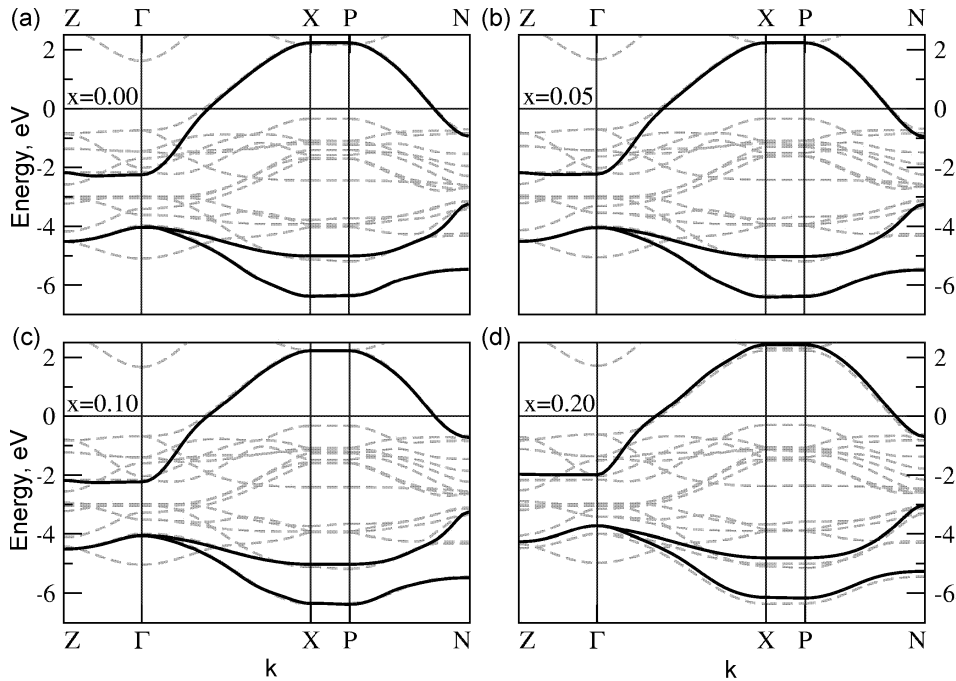 (a) Z Γ X P N (b) Z Γ X P N
2 2
x=0.00 x=0.05
0 0
Energy, eV
-2 -2
-4 -4
-6 -6
(c) (d)
2 2
x=0.10 x=0.20
0 0
Energy, eV
-2 -2
-4 -4
-6 -6
Z Γ X P N Z Γ X P N
k k